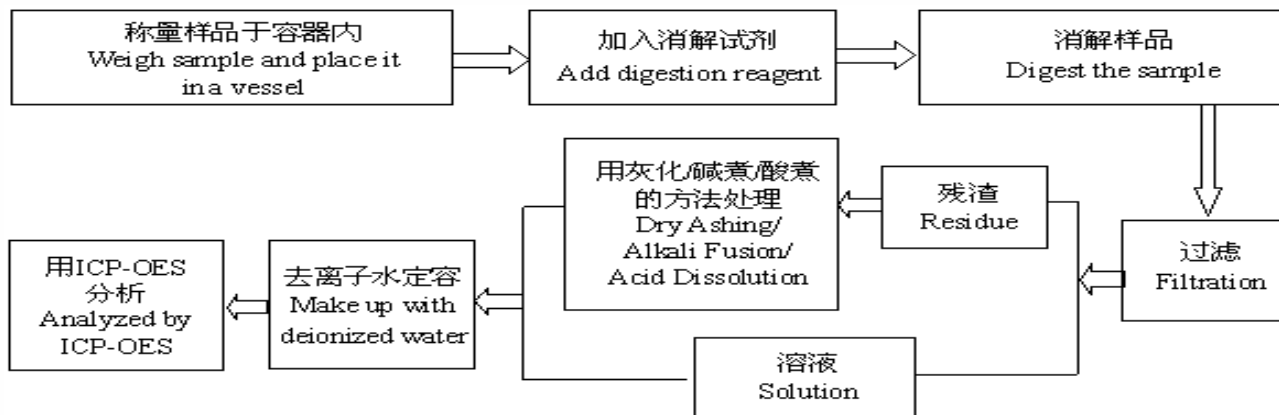 称量样品于容器内
Weigh sample and place it
in a vessel
加入消解试剂
Add digestion reagent
消解样品
Digest the sample
过滤
Filtration
残渣
Residue
用灰化/碱煮/酸煮
的方法处理
Dry Ashing/
Alkali Fusion/
Acid Dissolution
溶液
Solution
去离子水定容
Make up with
deionized water
用ICP-OES
分析
Analyzed by
ICP-OES